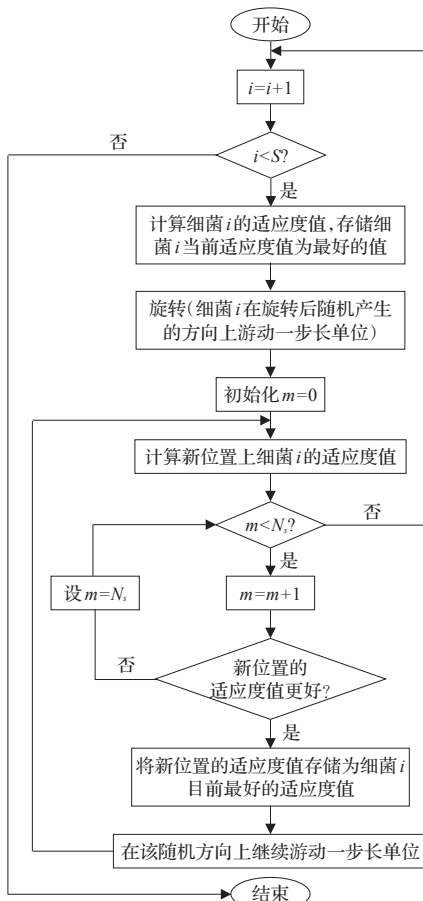 开始
i=i+1
否
i<S?
是
计算细菌i的适应度值,存储细
菌i当前适应度值为最好的值
旋转(细菌i在旋转后随机产生
的方向上游动一步长单位)
初始化m=0
计算新位置上细菌i的适应度值
m<Nₛ?
否
是
设m=Nₛ
m=m+1
否
新位置的
适应度值更好?
是
将新位置的适应度值存储为细菌i
目前最好的适应度值
在该随机方向上继续游动一步长单位
结束